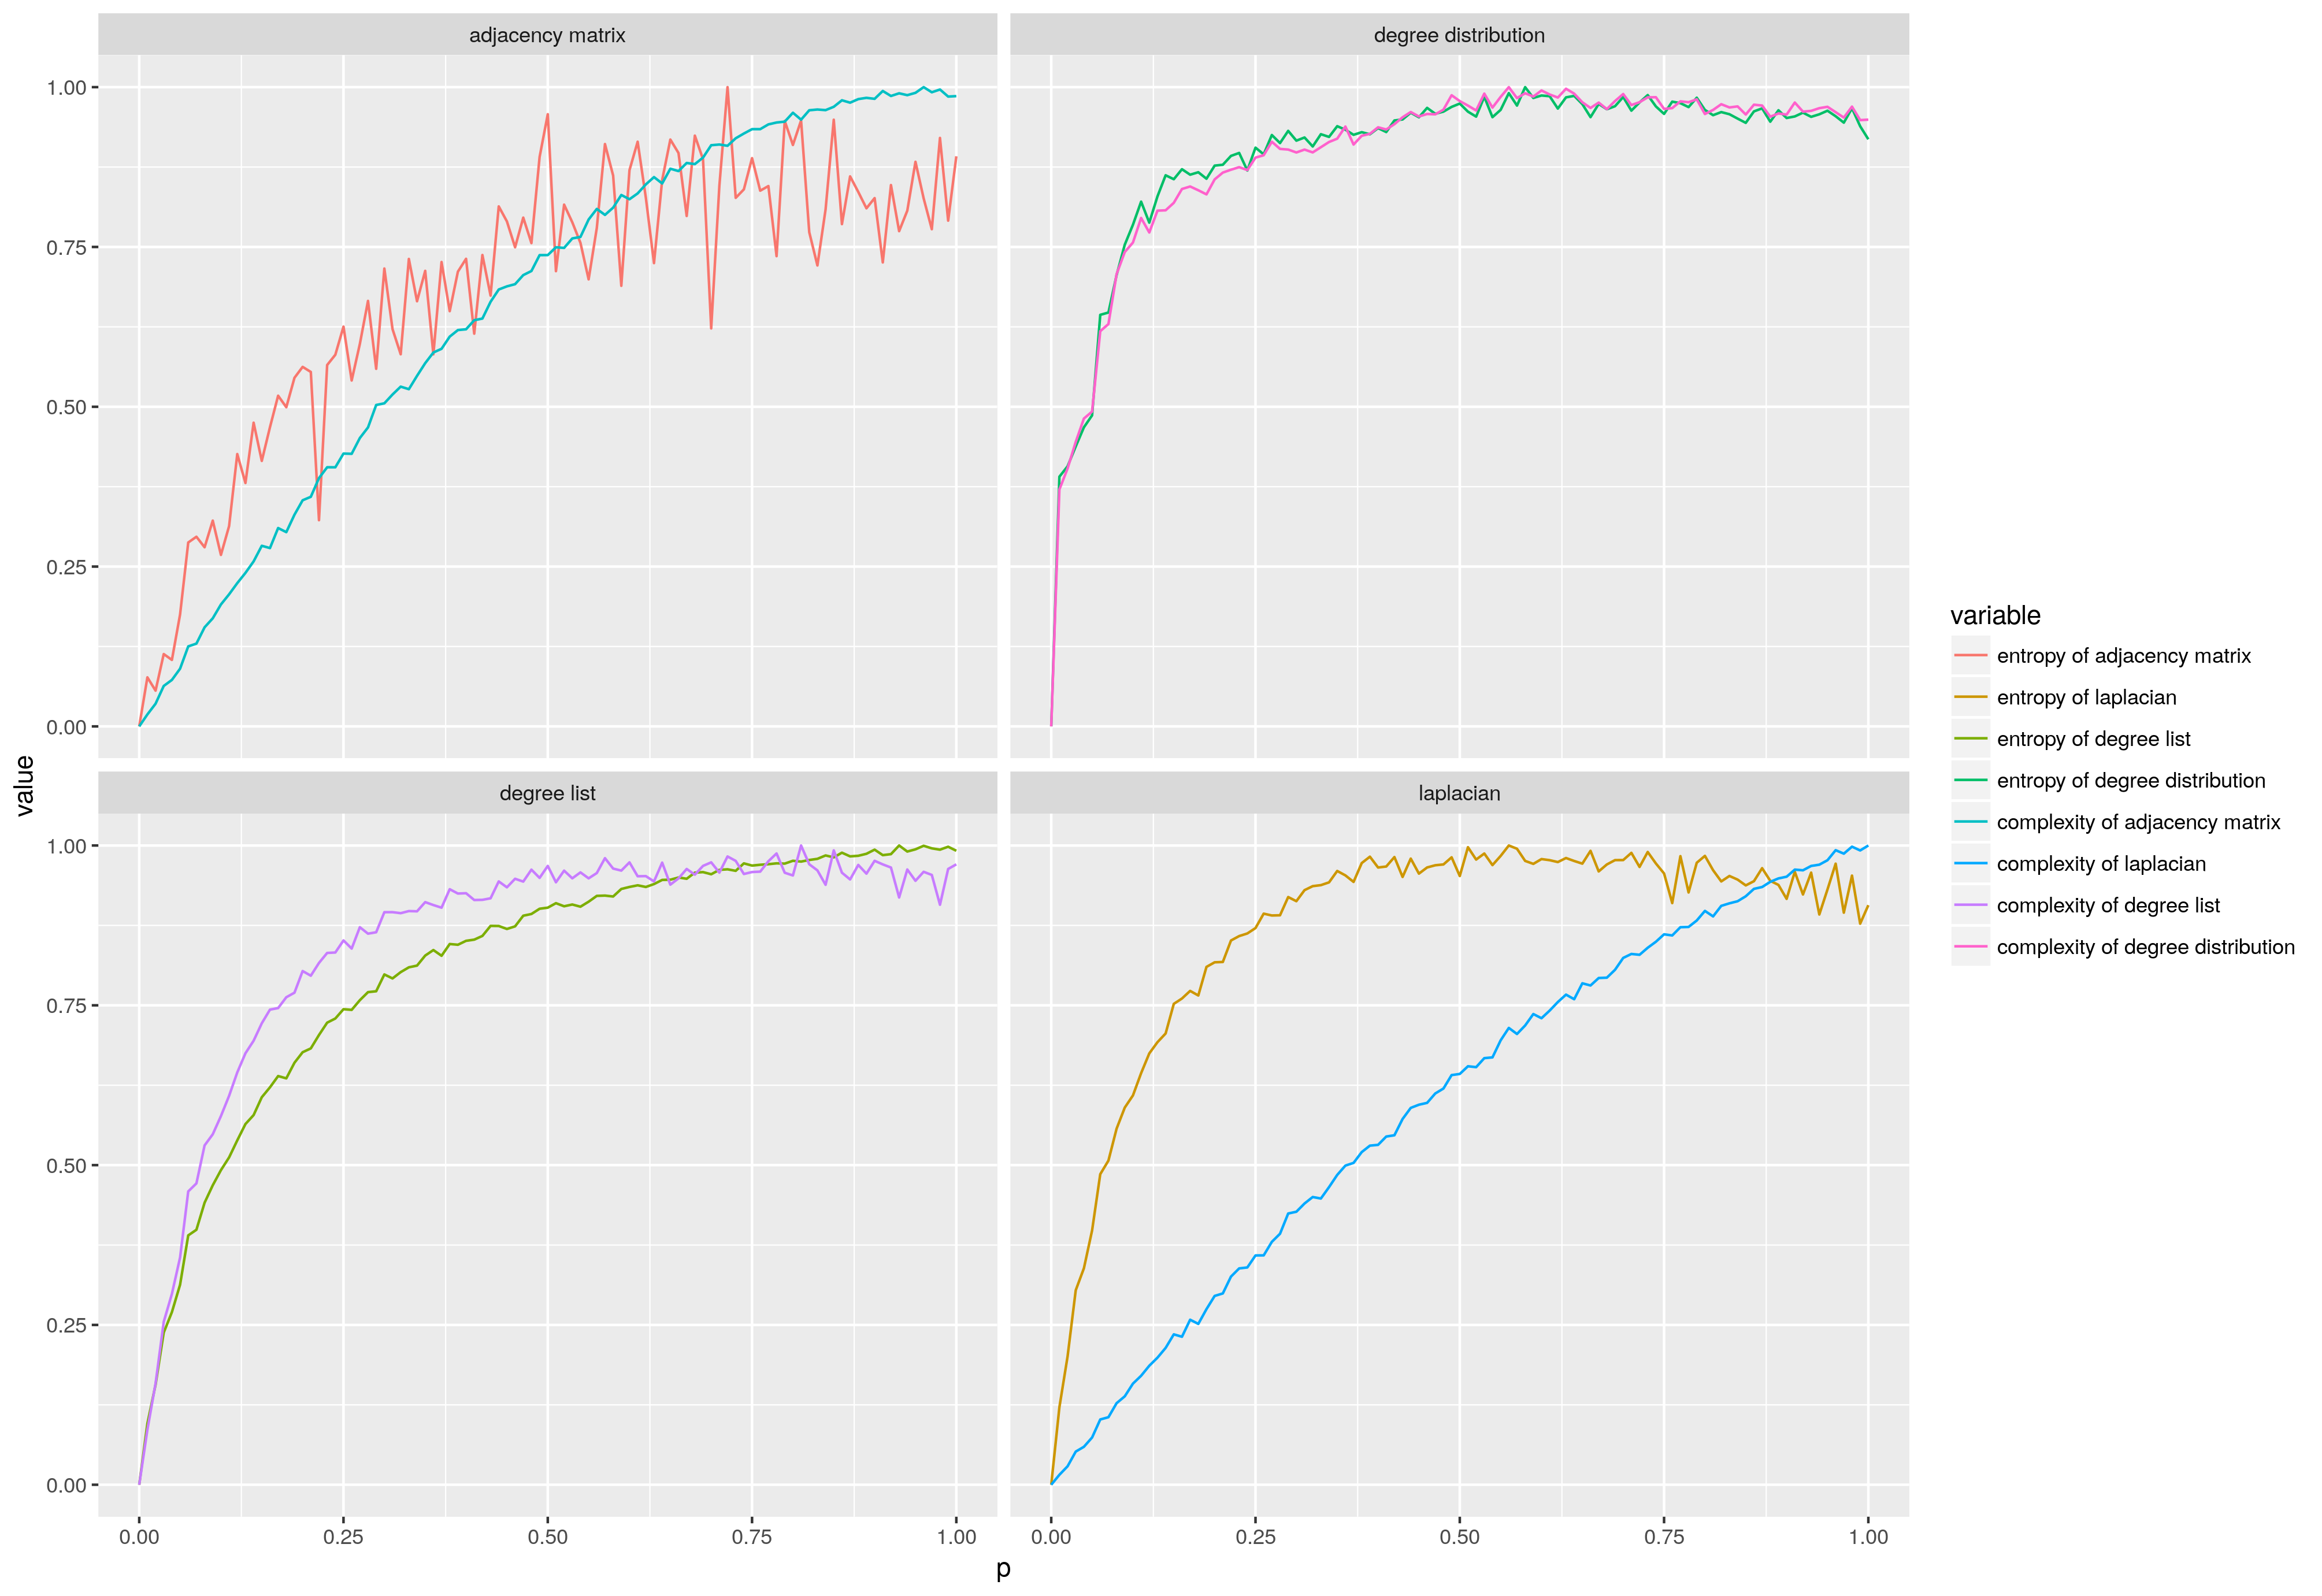 adjacency matrix
degree distribution
1.00
0.75
0.50
0.25
0.00
value
degree list
laplacian
1.00
0.75
0.50
0.25
0.00
0.00 0.25 0.50 0.75 1.00
0.00 0.25 0.50 0.75 1.00
p
variable
entropy of adjacency matrix
entropy of laplacian
entropy of degree list
entropy of degree distribution
complexity of adjacency matrix
complexity of laplacian
complexity of degree list
complexity of degree distribution